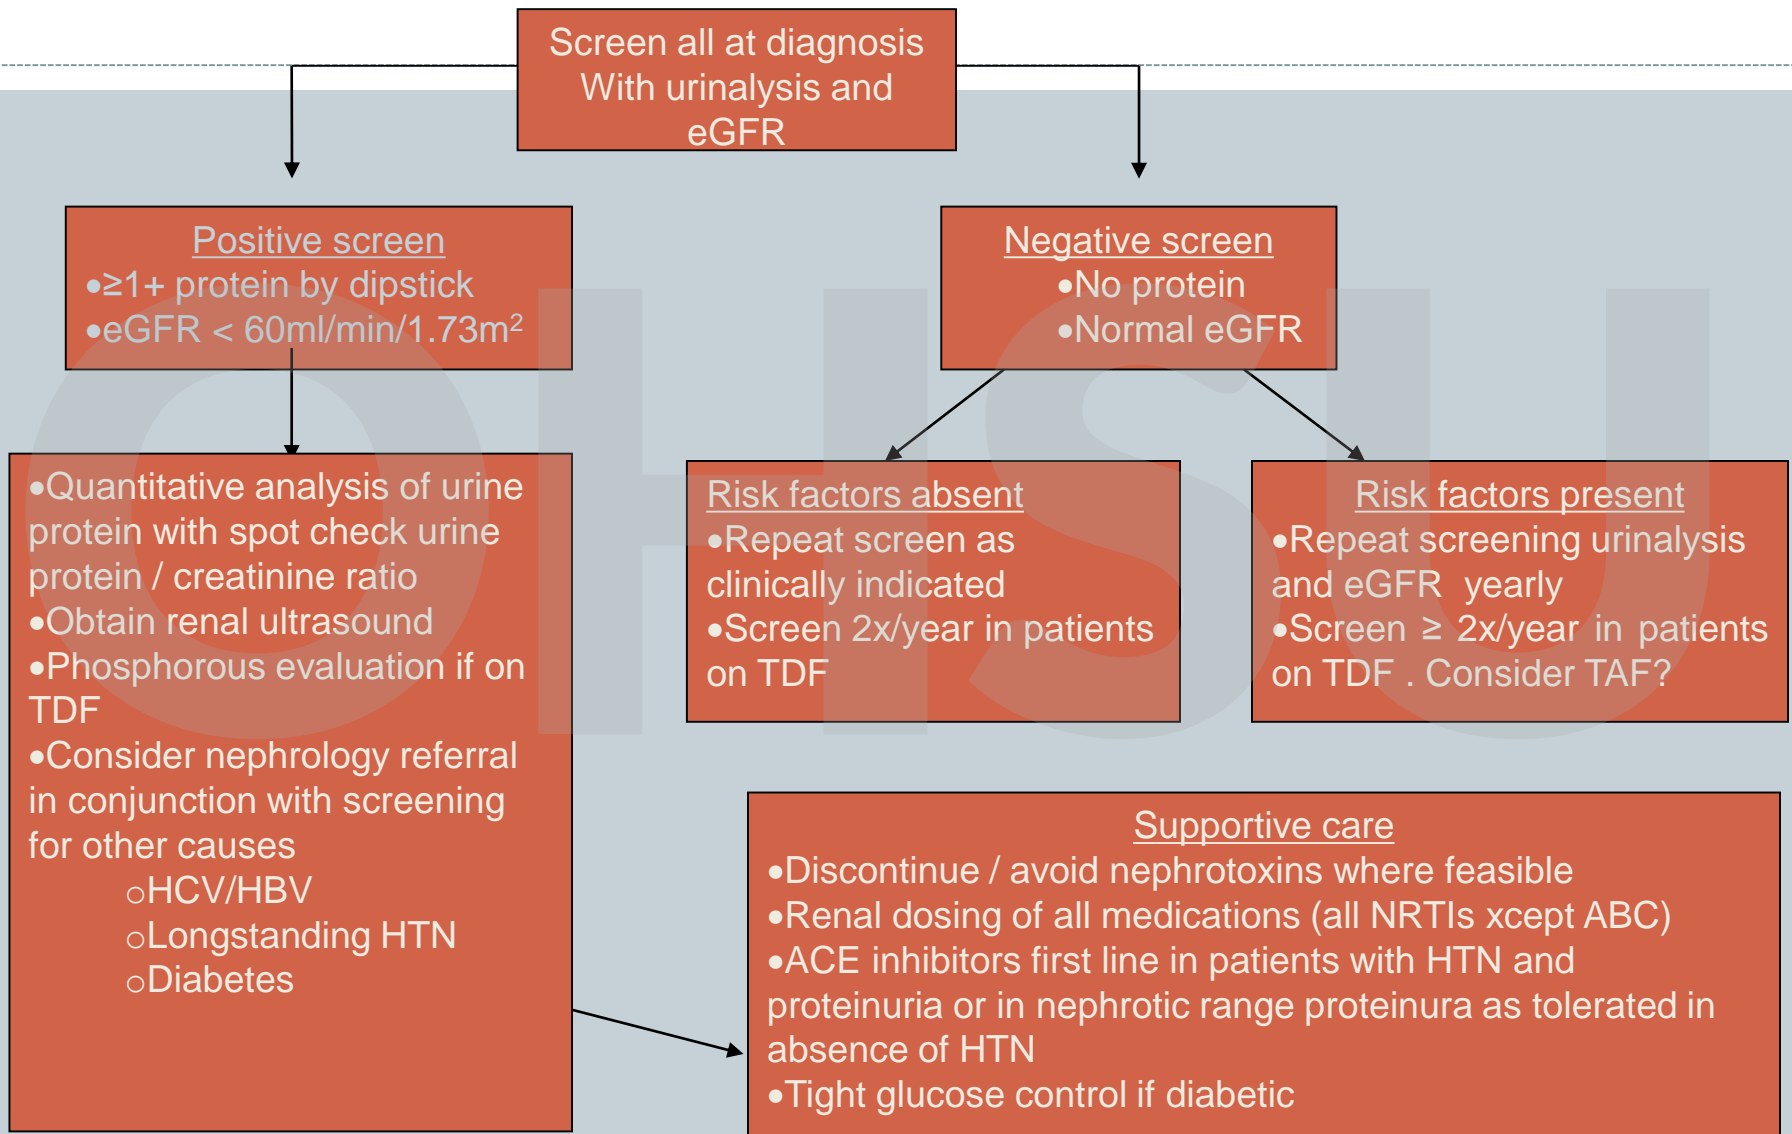 Screen all at diagnosis
With urinalysis and
eGFR
Positive screen
•≥1+ protein by dipstick
•eGFR < 60ml/min/1.73m²
Negative screen
•No protein
•Normal eGFR
•Quantitative analysis of urine
protein with spot check urine
protein / creatinine ratio
•Obtain renal ultrasound
•Phosphorous evaluation if on
TDF
•Consider nephrology referral
in conjunction with screening
for other causes
oHCV/HBV
oLongstanding HTN
oDiabetes
Risk factors absent
•Repeat screen as
clinically indicated
•Screen 2x/year in patients
on TDF
Risk factors present
•Repeat screening urinalysis
and eGFR yearly
•Screen ≥ 2x/year in patients
on TDF . Consider TAF?
Supportive care
•Discontinue / avoid nephrotoxins where feasible
•Renal dosing of all medications (all NRTIs xcept ABC)
•ACE inhibitors first line in patients with HTN and
proteinuria or in nephrotic range proteinura as tolerated in
absence of HTN
•Tight glucose control if diabetic
OHSU